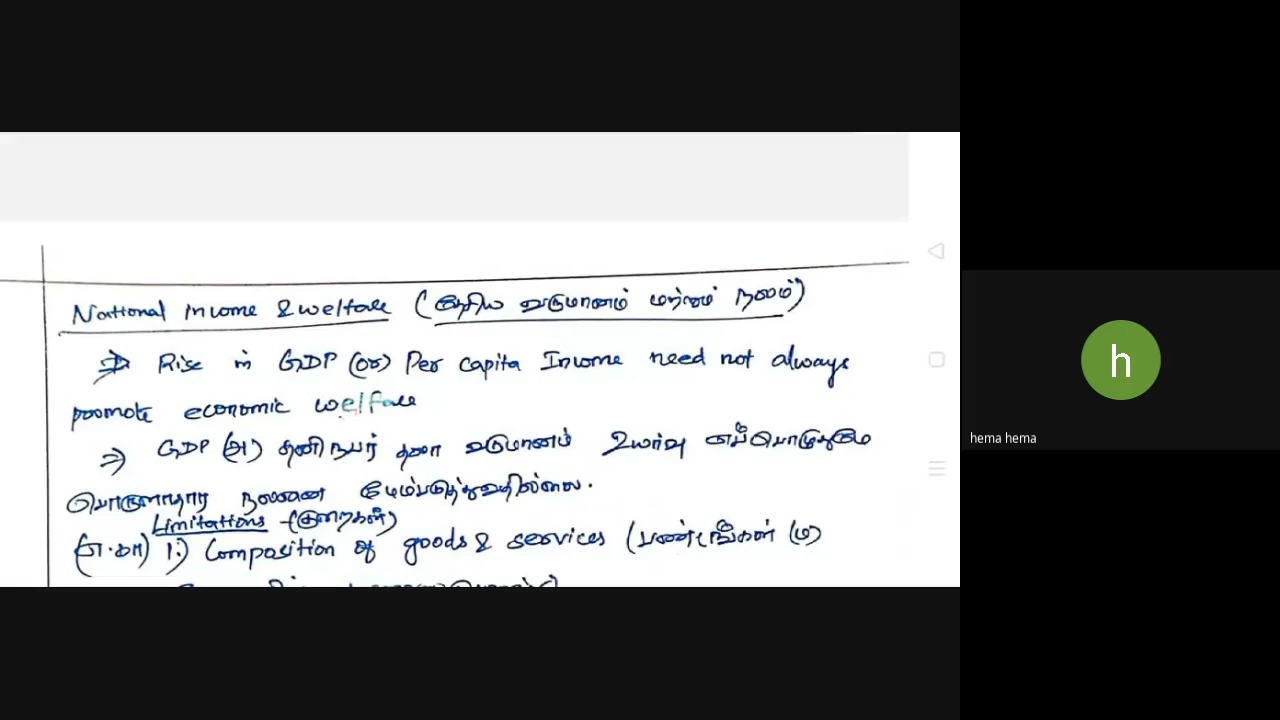 National Income & welfare (தேசிய வருமானம் மற்றும் நலம்)
⇒ Rise in GDP (or) Per capita Income need not always
promote economic welfare
⇒ GDP (அ) தனிநபர் தலா வருமானம் உயர்வு எப்பொழுதுமே
பொருளாதார நலனை மேம்படுத்துவதில்லை.
Limitations - (குறைகள்)
(எ.கா) 1.) Composition of goods & services (பண்டங்கள் (ம)
h
hema hema